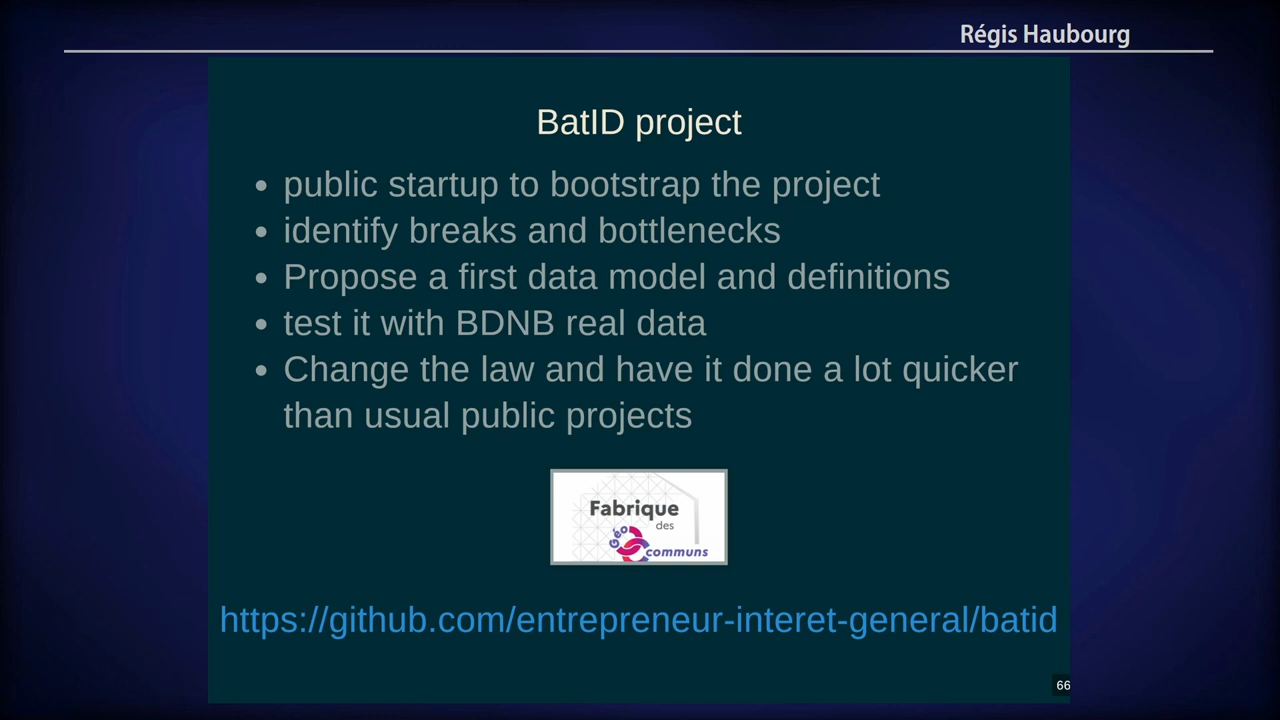 Régis Haubourg
BatID project
• public startup to bootstrap the project
• identify breaks and bottlenecks
• Propose a first data model and definitions
• test it with BDNB real data
• Change the law and have it done a lot quicker
than usual public projects
Fabrique
des
Géo
communs
https://github.com/entrepreneur-interet-general/batid
66